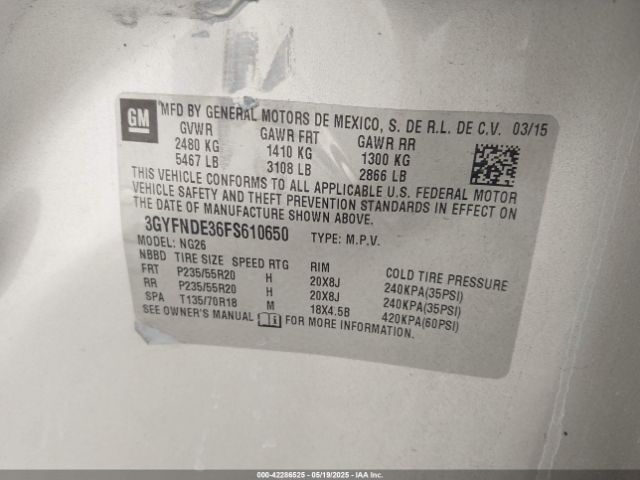 GM MFD BY GENERAL MOTORS DE MEXICO, S. DE R.L. DE C.V. 03/15
GVWR GAWR FRT GAWR RR
2480 KG 1410 KG 1300 KG
5467 LB 3108 LB 2866 LB
THIS VEHICLE CONFORMS TO ALL APPLICABLE U.S. FEDERAL MOTOR
VEHICLE SAFETY AND THEFT PREVENTION STANDARDS IN EFFECT ON
THE DATE OF MANUFACTURE SHOWN ABOVE.
3GYFNDE36FS610650 TYPE: M.P.V.
MODEL: NG26
NBBD TIRE SIZE SPEED RTG RIM COLD TIRE PRESSURE
FRT P235/55R20 H 20X8J 240KPA(35PSI)
RR P235/55R20 H 20X8J 240KPA(35PSI)
SPA T135/70R18 M 18X4.5B 420KPA(60PSI)
SEE OWNER'S MANUAL FOR MORE INFORMATION.
000-42286525 - 05/19/2025 - IAAI.COM